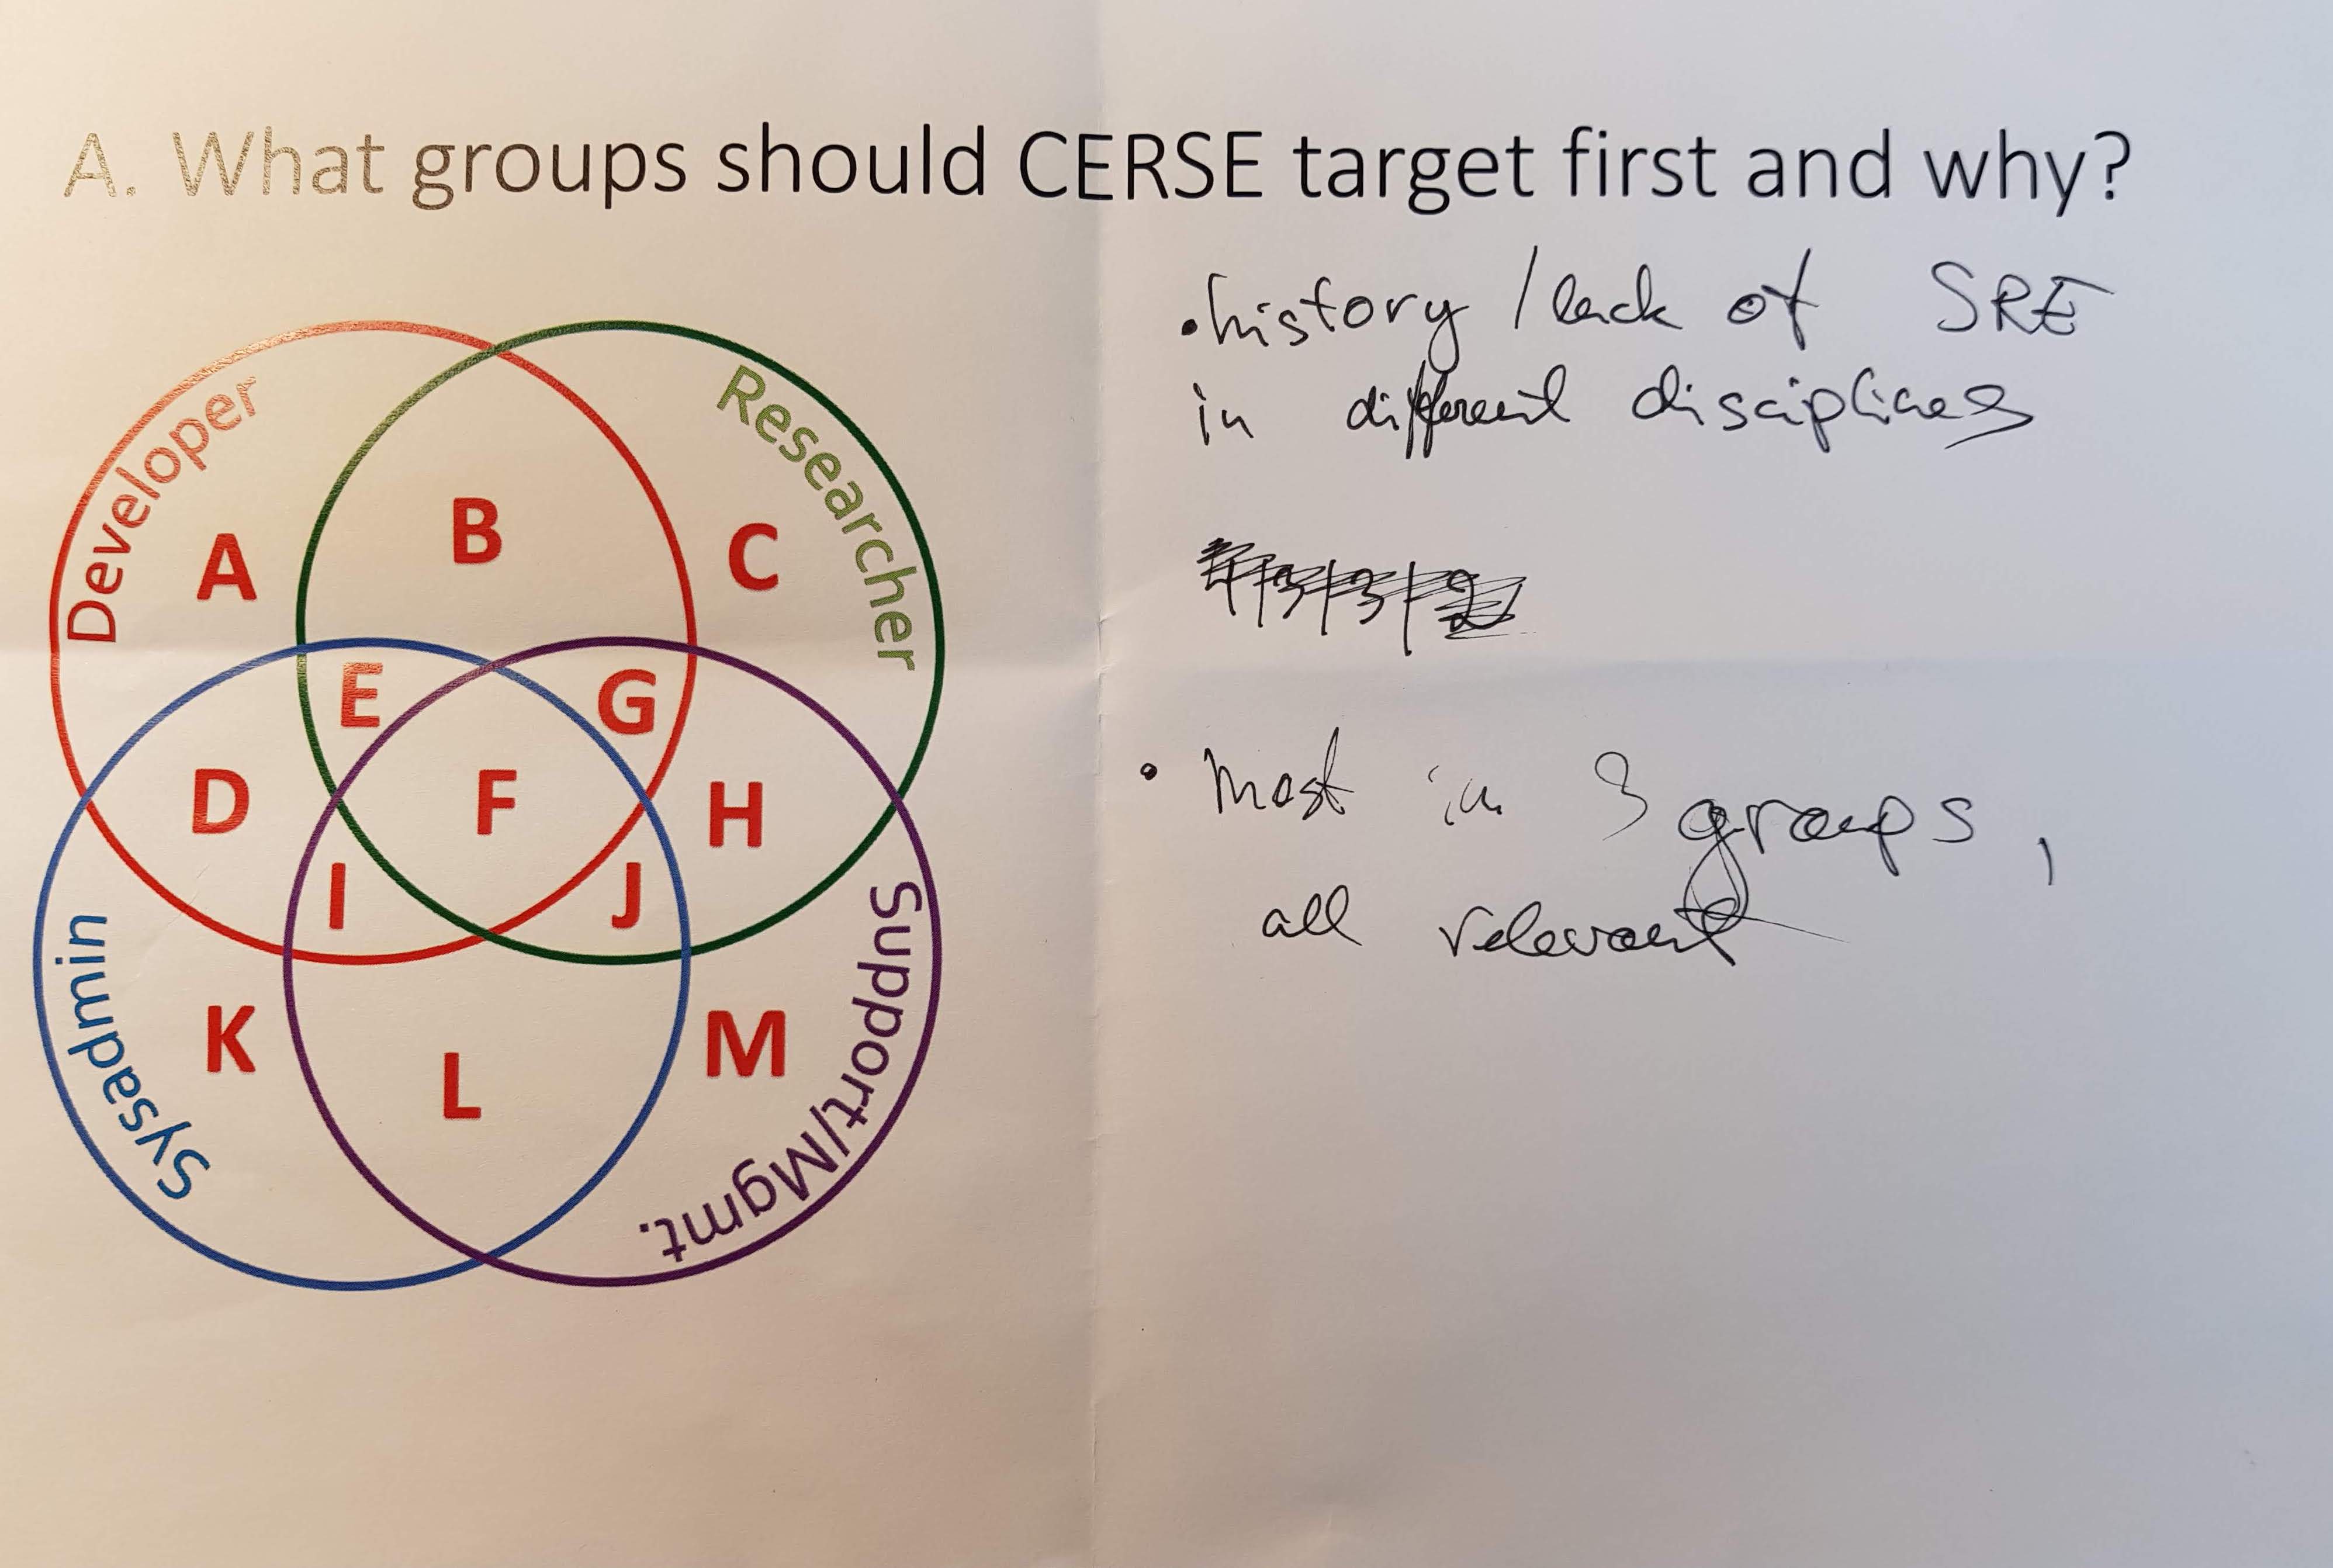 A. What groups should CERSE target first and why?
• history / lack of SRE
in different disciplines
• most in 3 groups,
all relevant
Developer
Researcher
A
B
C
E
G
D
F
H
I
J
K
L
M
Sysadmin
Support/Mgmt.